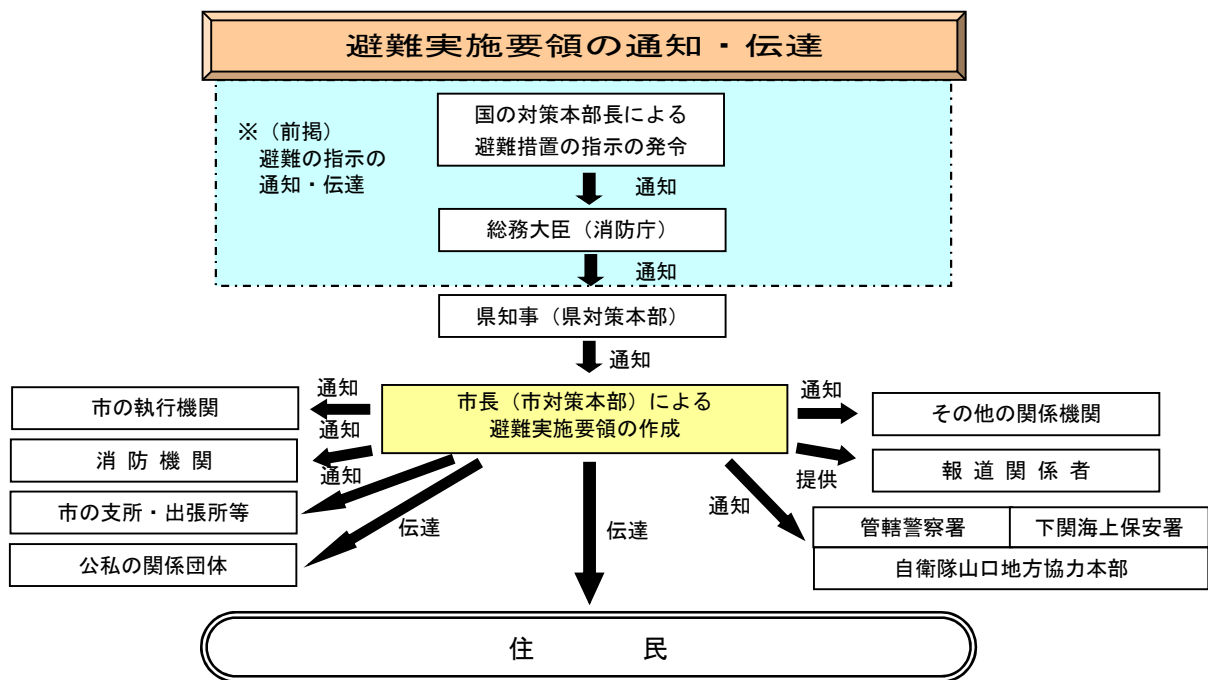 避難実施要領の通知・伝達
国の対策本部長による
避難措置の指示の発令
※（前掲）
避難の指示の
通知・伝達
通知
総務大臣（消防庁）
通知
県知事（県対策本部）
通知
市長（市対策本部）による
避難実施要領の作成
通知
市の執行機関
通知
消 防 機 関
通知
市の支所・出張所等
伝達
公私の関係団体
伝達
通知
その他の関係機関
提供
報 道 関 係 者
通知
管轄警察署
下関海上保安署
自衛隊山口地方協力本部
住 民